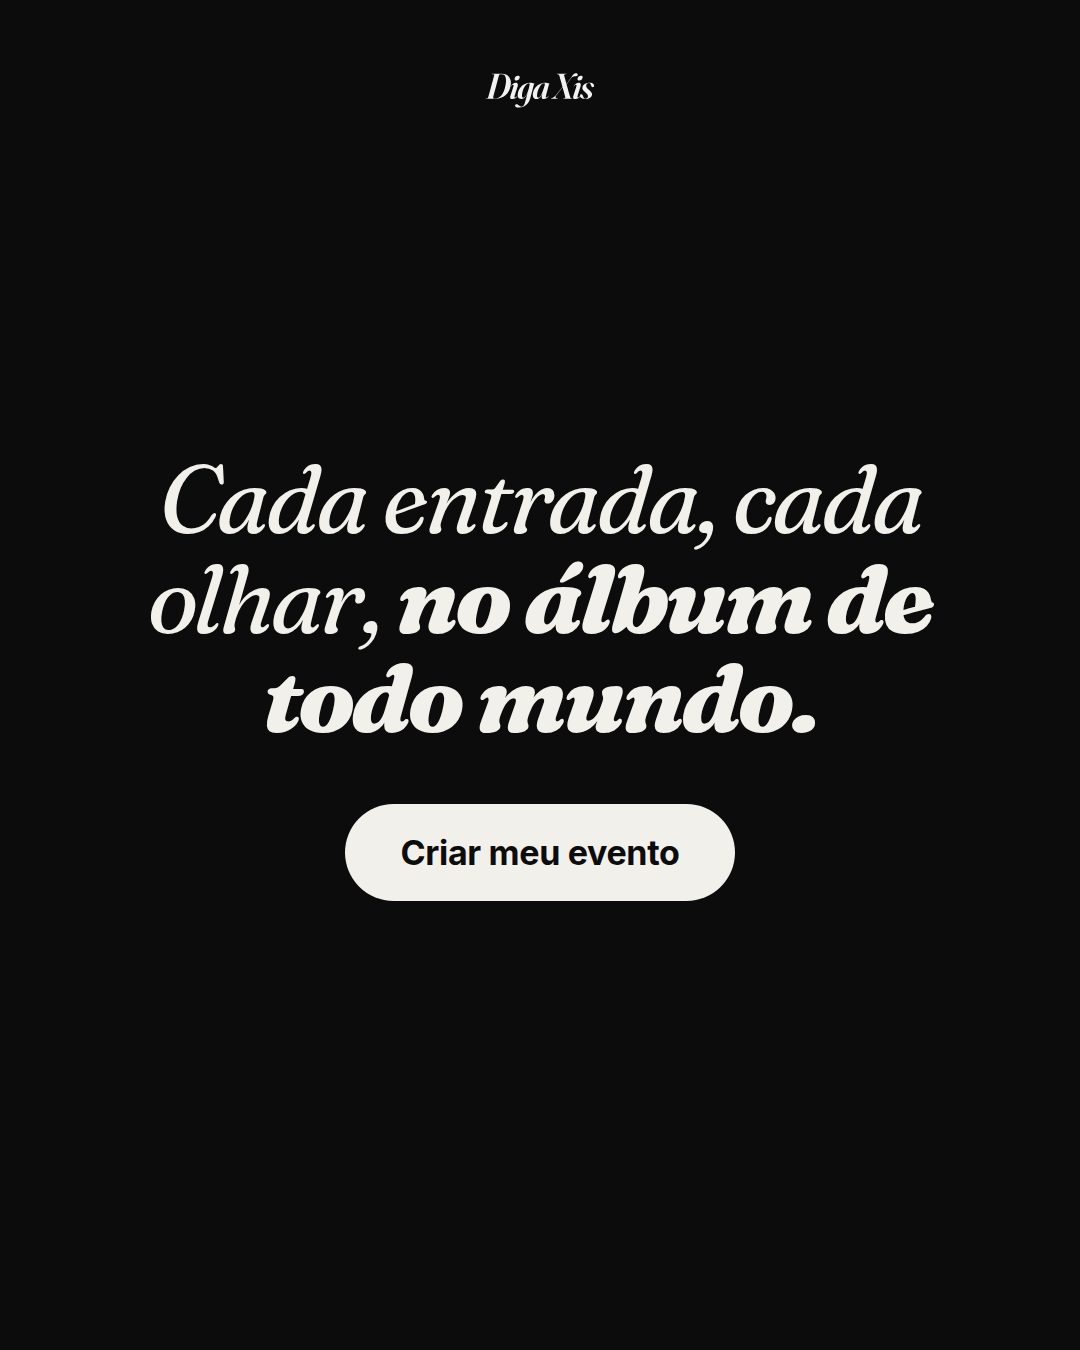 Diga Xis
Cada entrada, cada
olhar, no álbum de
todo mundo.
Criar meu evento